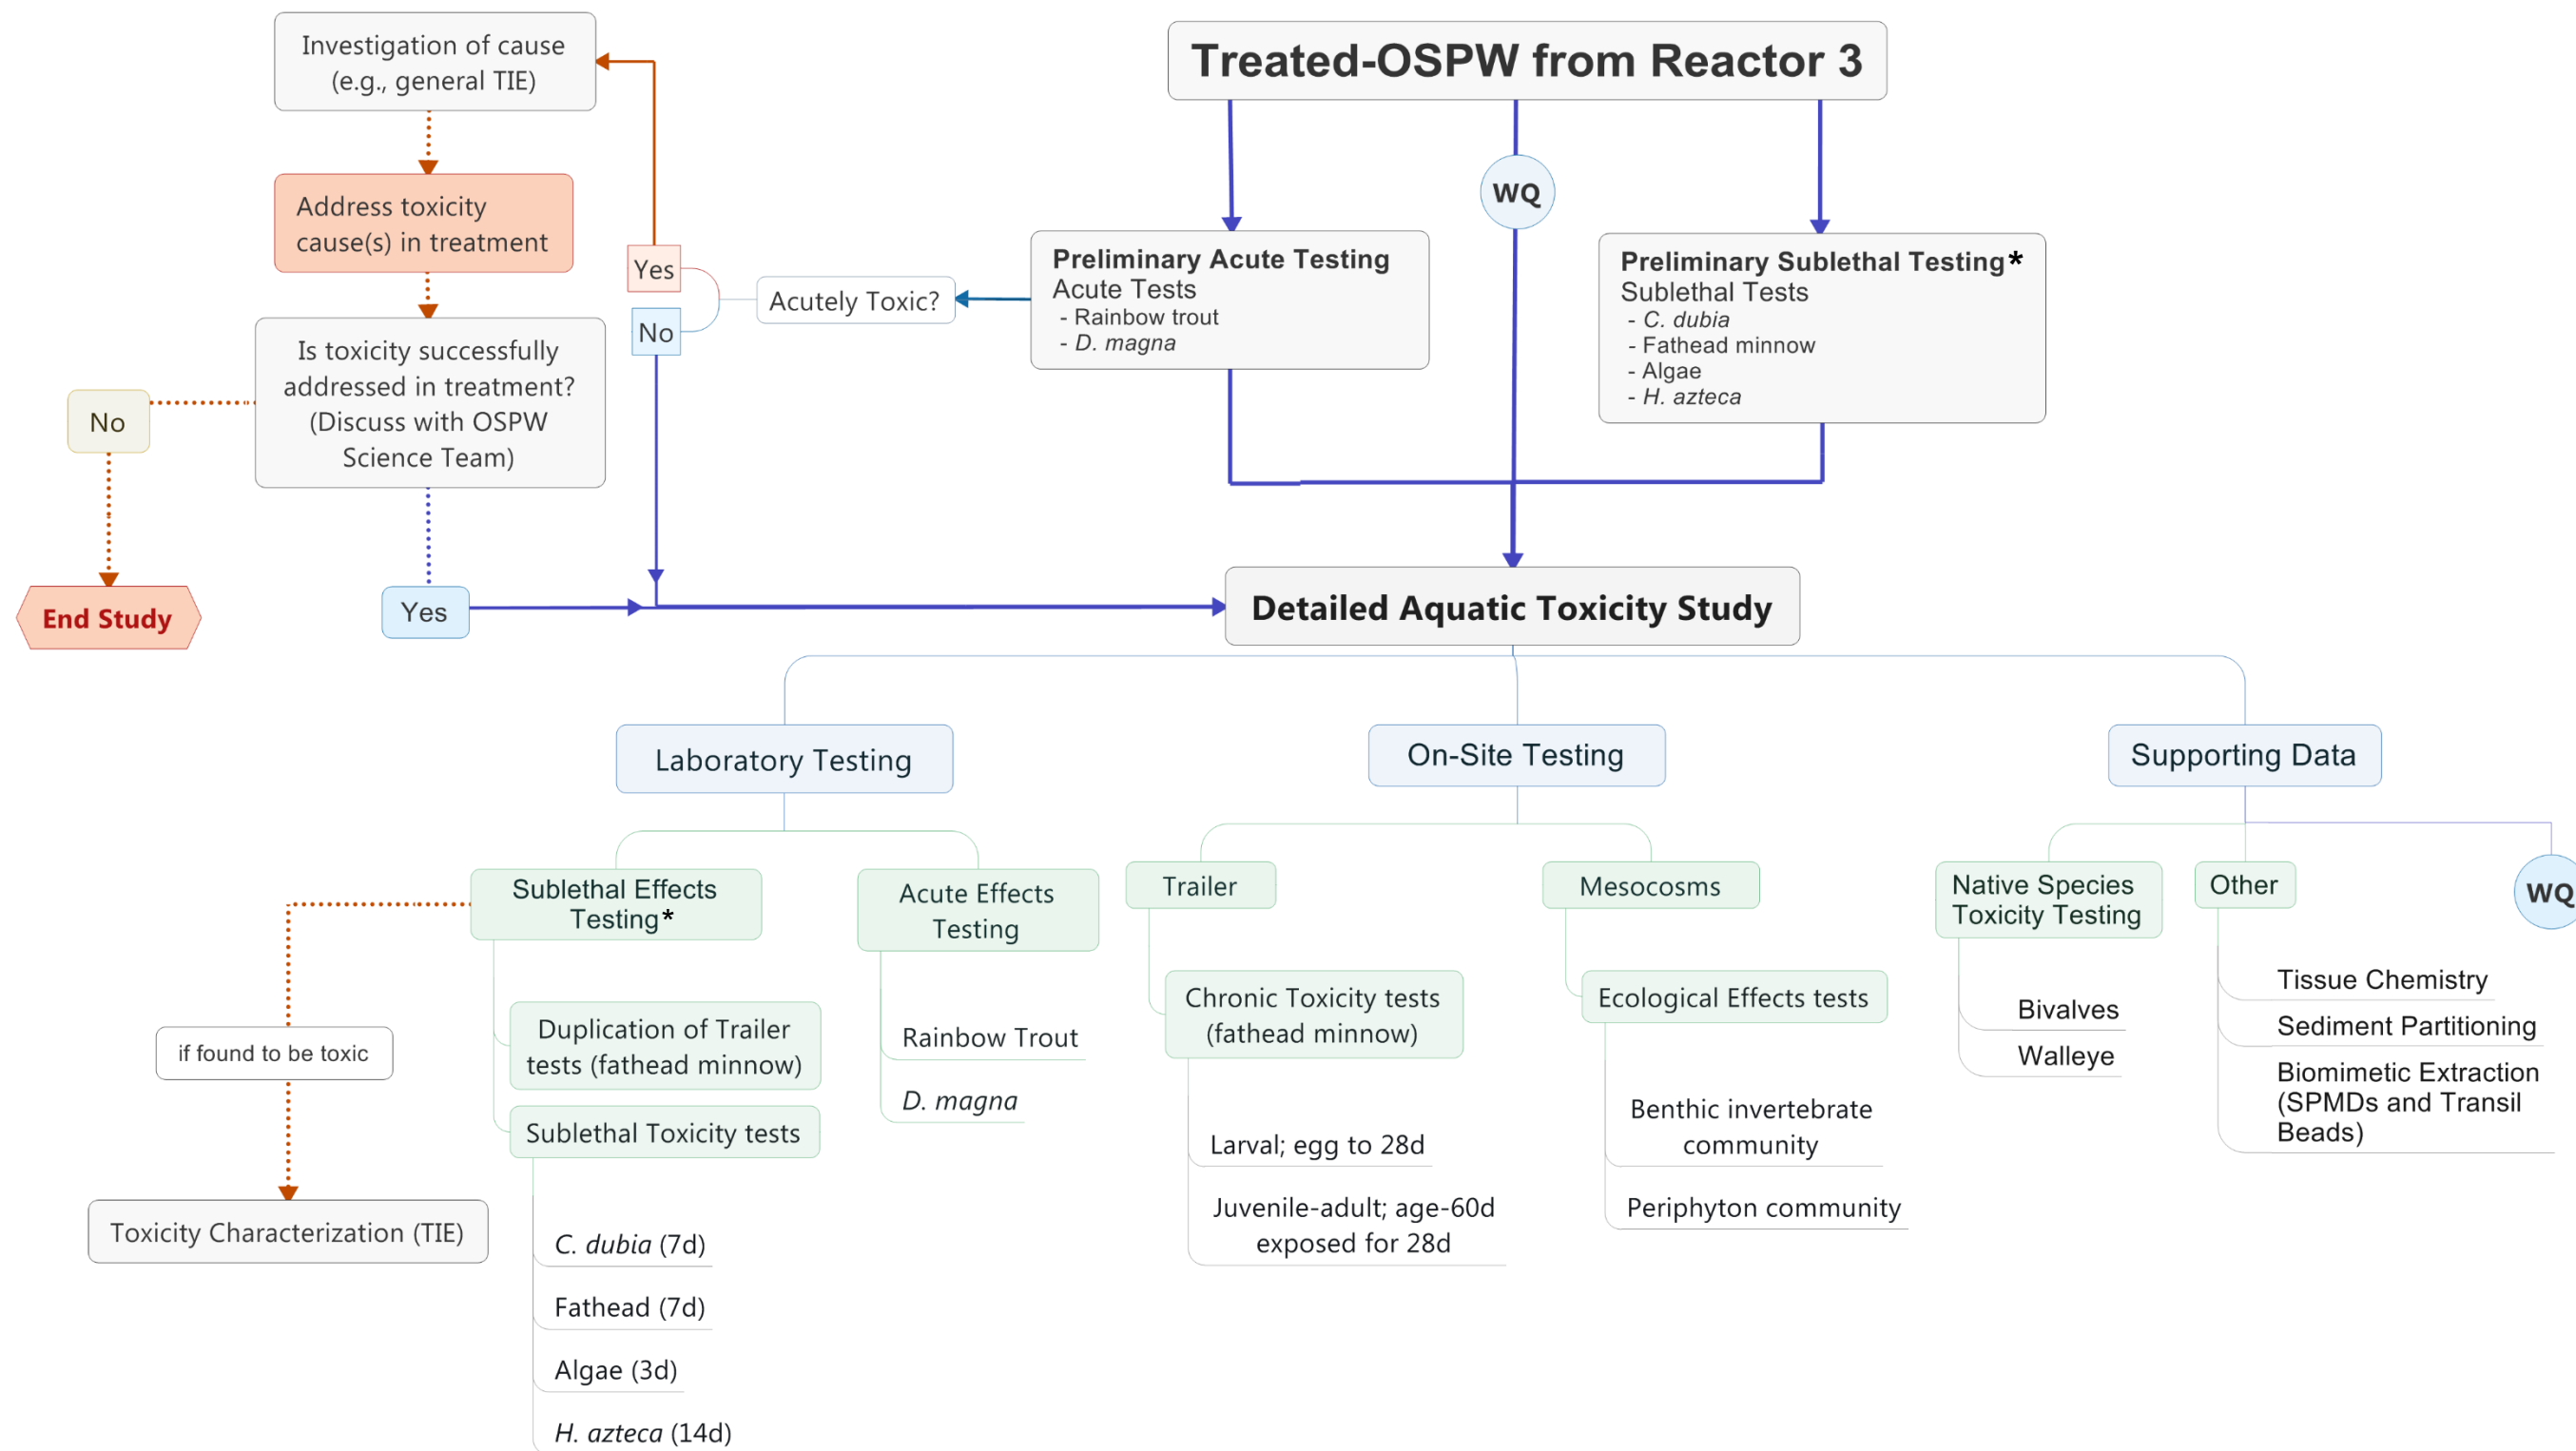 Treated-OSPW from Reactor 3
WQ
Preliminary Acute Testing
Acute Tests
- Rainbow trout
- D. magna
Preliminary Sublethal Testing*
Sublethal Tests
- C. dubia
- Fathead minnow
- Algae
- H. azteca
Acutely Toxic?
Yes
No
Investigation of cause
(e.g., general TIE)
Address toxicity
cause(s) in treatment
Is toxicity successfully
addressed in treatment?
(Discuss with OSPW
Science Team)
No
End Study
Yes
Detailed Aquatic Toxicity Study
Laboratory Testing
Sublethal Effects
Testing*
if found to be toxic
Toxicity Characterization (TIE)
Duplication of Trailer
tests (fathead minnow)
Sublethal Toxicity tests
C. dubia (7d)
Fathead (7d)
Algae (3d)
H. azteca (14d)
Acute Effects
Testing
Rainbow Trout
D. magna
On-Site Testing
Trailer
Chronic Toxicity tests
(fathead minnow)
Larval; egg to 28d
Juvenile-adult; age-60d
exposed for 28d
Mesocosms
Ecological Effects tests
Benthic invertebrate
community
Periphyton community
Supporting Data
Native Species
Toxicity Testing
Bivalves
Walleye
Other
Tissue Chemistry
Sediment Partitioning
Biomimetic Extraction
(SPMDs and Transil
Beads)
WQ